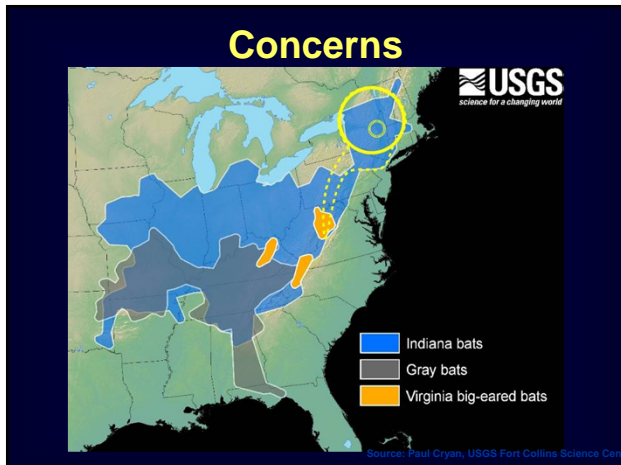 Concerns
USGS
science for a changing world
Indiana bats
Gray bats
Virginia big-eared bats
Source: Paul Cryan, USGS Fort Collins Science Cen